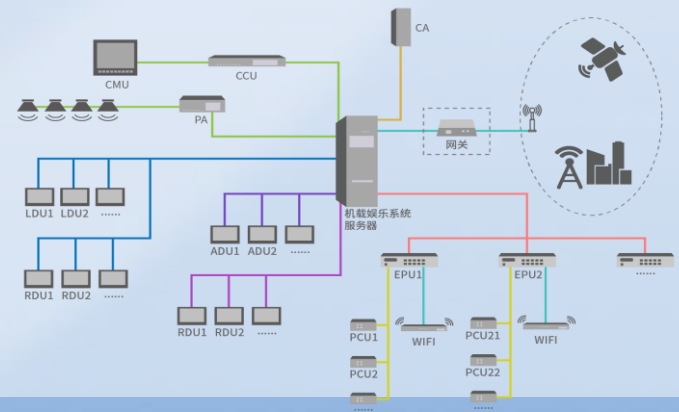 CA
CMU
CCU
PA
网关
LDU1 LDU2 ......
机载娱乐系统
服务器
ADU1 ADU2 ......
RDU1 RDU2 ......
EPU1 EPU2 ......
RDU1 RDU2 ......
PCU1 WIFI PCU21 WIFI
PCU2 PCU22
...... ......